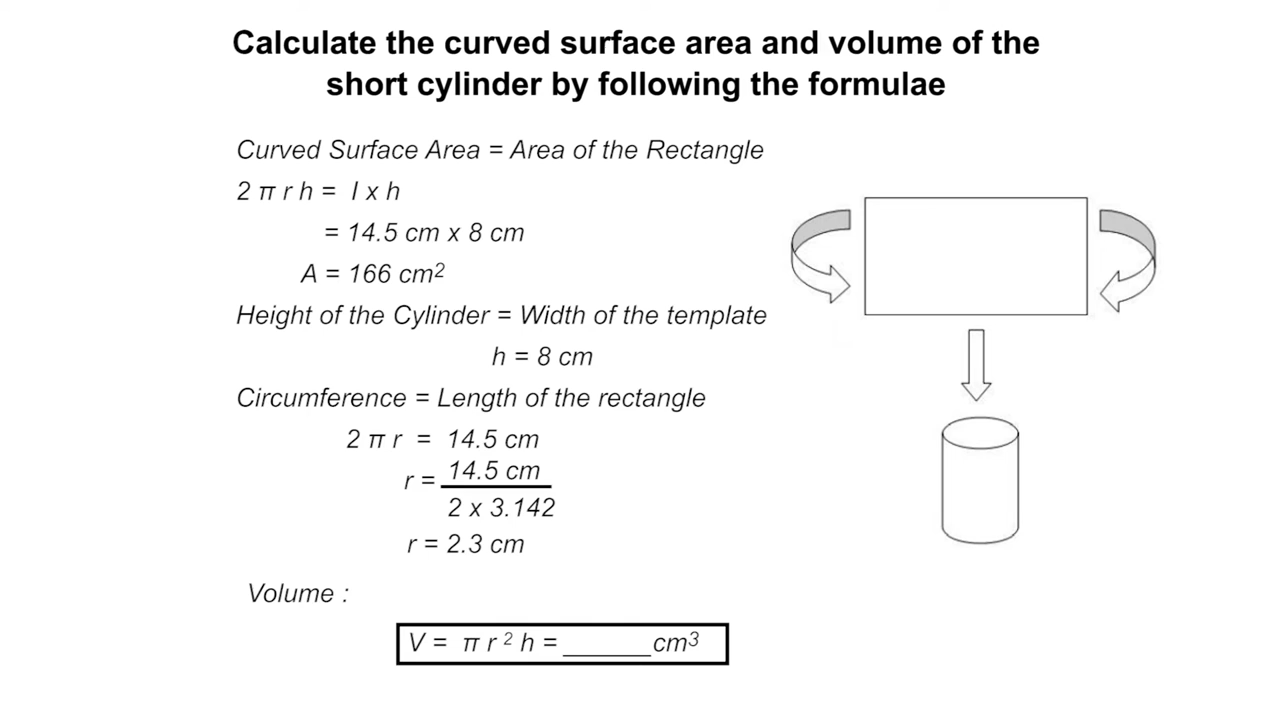 Calculate the curved surface area and volume of the
short cylinder by following the formulae
Curved Surface Area = Area of the Rectangle
2 π r h = l x h
= 14.5 cm x 8 cm
A = 166 cm²
Height of the Cylinder = Width of the template
h = 8 cm
Circumference = Length of the rectangle
2 π r = 14.5 cm
r = 14.5 cm
2 x 3.142
r = 2.3 cm
Volume :
V = π r ² h = ______ cm³